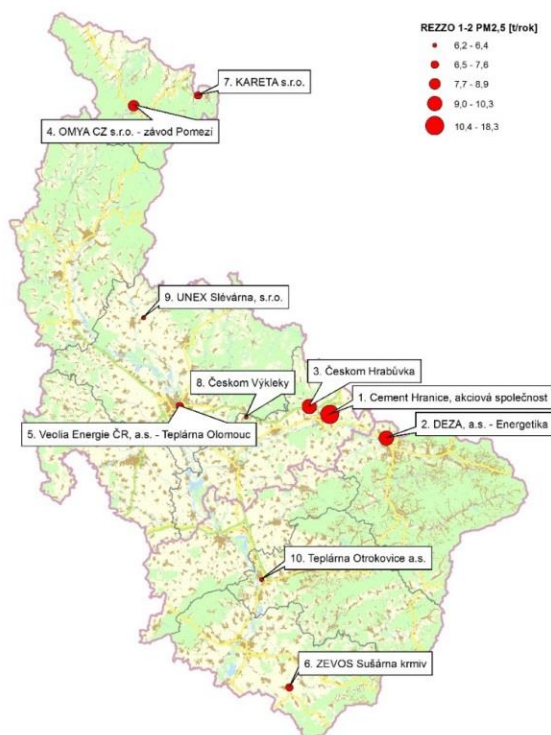 REZZO 1-2 PM2,5 [t/rok]
6,2 - 6,4
6,5 - 7,6
7,7 - 8,9
9,0 - 10,3
10,4 - 18,3
7. KARETA s.r.o.
4. OMYA CZ s.r.o. - závod Pomezí
9. UNEX Slévárna, s.r.o.
3. Českom Hrabůvka
8. Českom Výkleky
1. Cement Hranice, akciová společnost
5. Veolia Energie ČR, a.s. - Teplárna Olomouc
2. DEZA, a.s. - Energetika
10. Teplárna Otrokovice a.s.
6. ZEVOS Sušárna krmiv